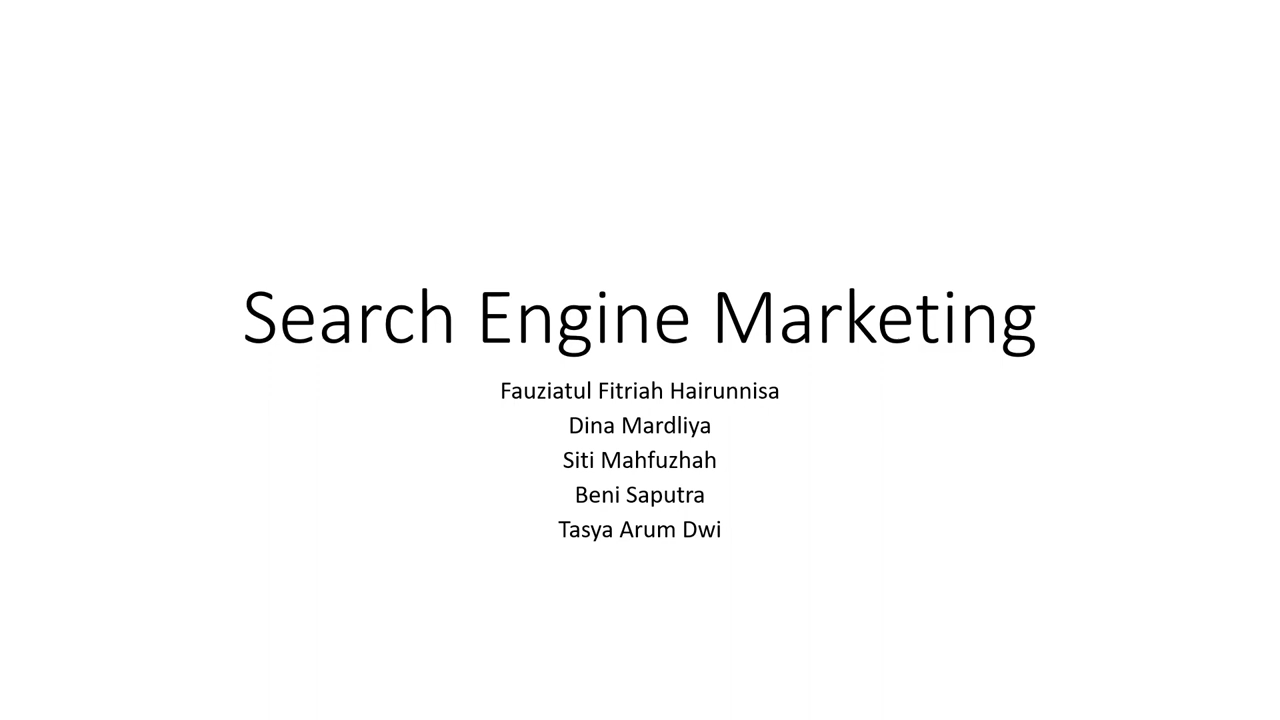 Search Engine Marketing
Fauziatul Fitriah Hairunnisa
Dina Mardliya
Siti Mahfuzhah
Beni Saputra
Tasya Arum Dwi